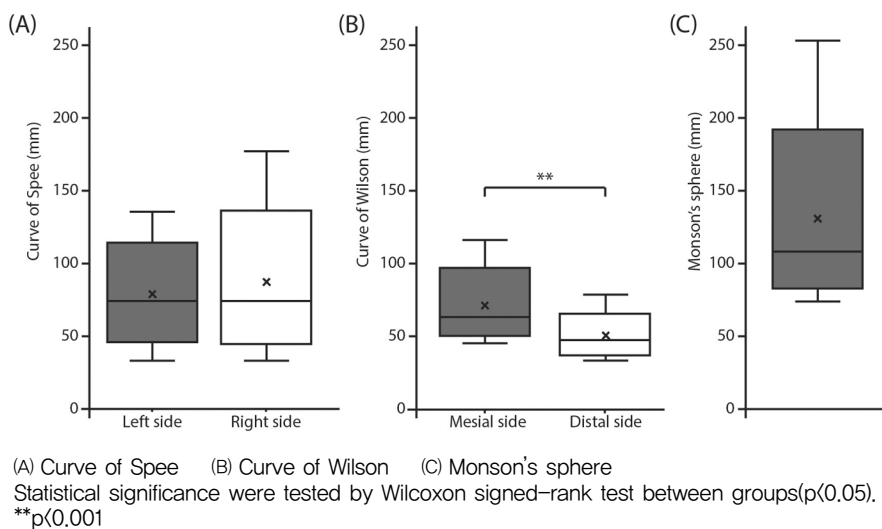 (A)
(B)
(C)
250
200
150
100
50
0
Curve of Spee (mm)
Left side
Right side
250
200
150
100
50
0
Curve of Wilson (mm)
**
Mesial side
Distal side
250
200
150
100
50
0
Monson's sphere (mm)
(A) Curve of Spee (B) Curve of Wilson (C) Monson's sphere
Statistical significance were tested by Wilcoxon signed-rank test between groups(p<0.05).
**p<0.001